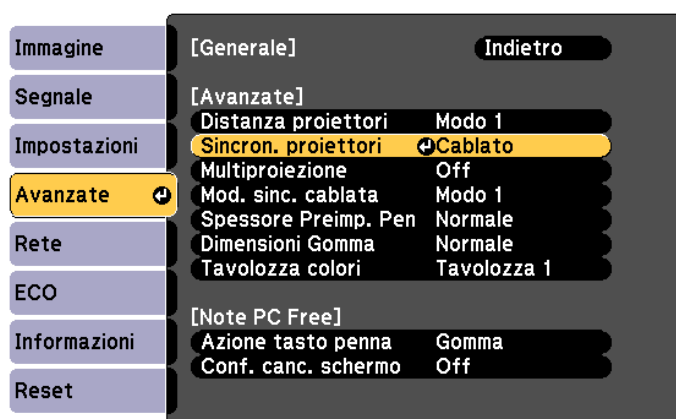 Immagine
Segnale
Impostazioni
Avanzate
Rete
ECO
Informazioni
Reset
[Generale] Indietro
[Avanzate]
Distanza proiettori Modo 1
Sincron. proiettori Cablato
Multiproiezione Off
Mod. sinc. cablata Modo 1
Spessore Preimp. Pen Normale
Dimensioni Gomma Normale
Tavolozza colori Tavolozza 1
[Note PC Free]
Azione tasto penna Gomma
Conf. canc. schermo Off